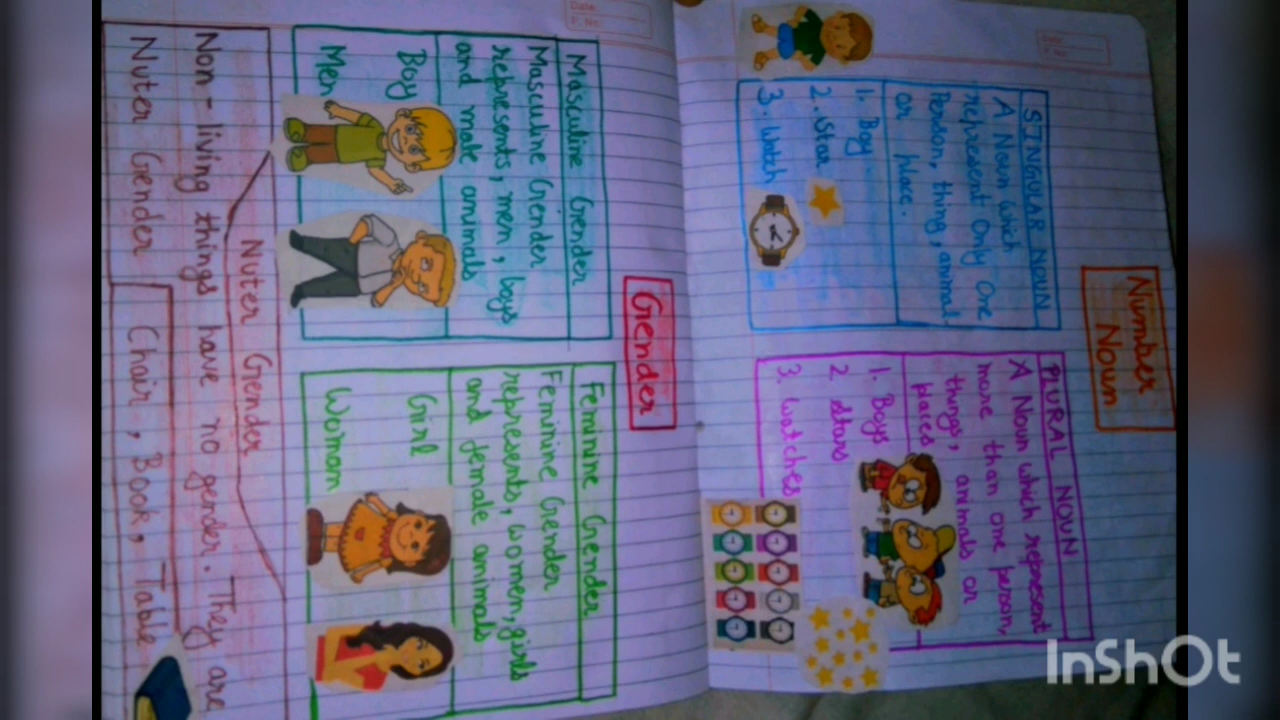 Date:
P. No:
Number
Noun
SINGULAR NOUN
A Noun which
represent Only One
Person, thing, animal
or place.
1. Boy
2. Star
3. Watch
PLURAL NOUN
A Noun which represent
more than one person,
things, animals or
places
1. Boys
2 stars
3. Watches
Date:
P. No:
Gender
Masculine Gender
Masculine Gender
represents, men, boys
and male animals
Boy
Men
Feminine Gender
Feminine Gender
represents, women, girls
and female animals
Girl
Woman
Nuter Gender
Non-living things have no gender. They are
Nuter Gender Chair, Book, Table
InShOt